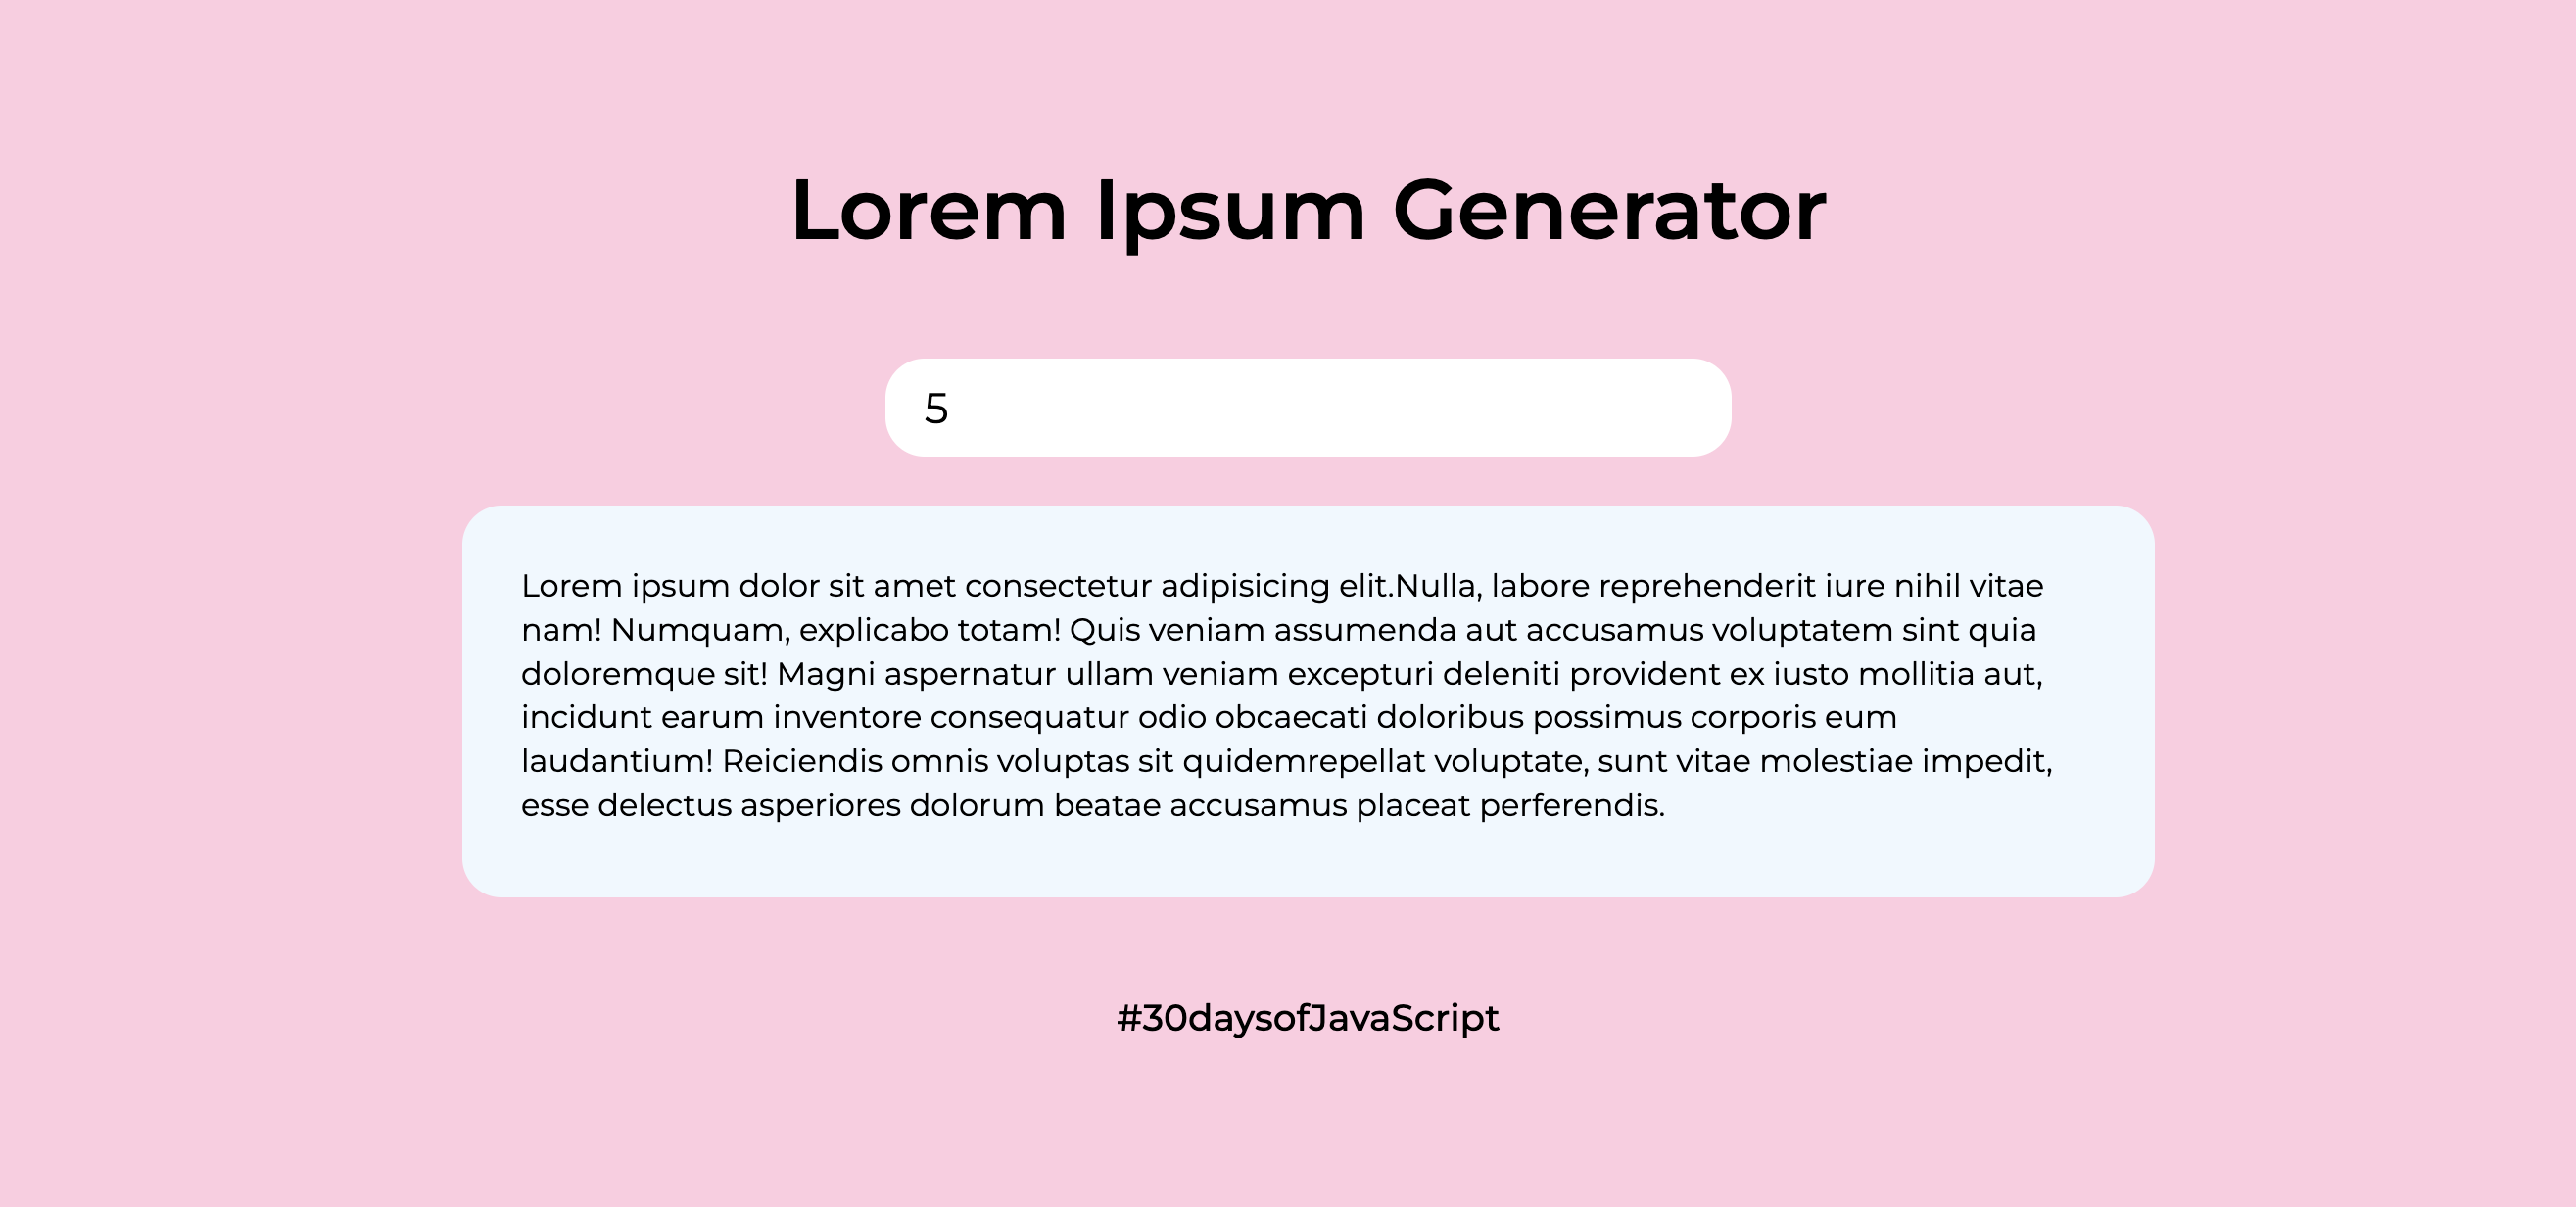 Lorem Ipsum Generator
5
Lorem ipsum dolor sit amet consectetur adipisicing elit.Nulla, labore reprehenderit iure nihil vitae
nam! Numquam, explicabo totam! Quis veniam assumenda aut accusamus voluptatem sint quia
doloremque sit! Magni aspernatur ullam veniam excepturi deleniti provident ex iusto mollitia aut,
incidunt earum inventore consequatur odio obcaecati doloribus possimus corporis eum
laudantium! Reiciendis omnis voluptas sit quidemrepellat voluptate, sunt vitae molestiae impedit,
esse delectus asperiores dolorum beatae accusamus placeat perferendis.
#30daysofJavaScript